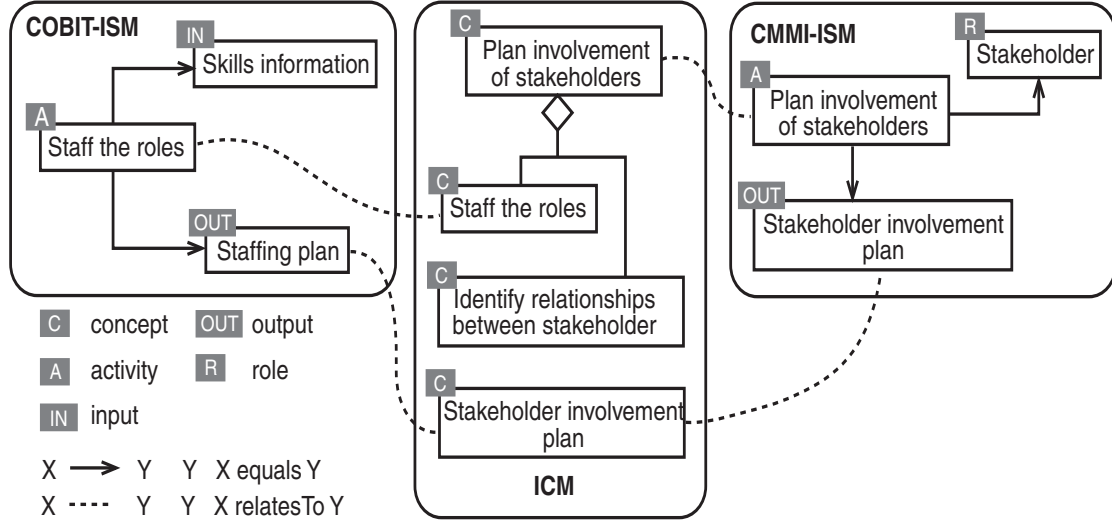 COBIT-ISM
IN
Skills information
A
Staff the roles
OUT
Staffing plan
C
Plan involvement
of stakeholders
C
Staff the roles
C
Identify relationships
between stakeholder
C
Stakeholder involvement
plan
ICM
CMMI-ISM
R
Stakeholder
A
Plan involvement
of stakeholders
OUT
Stakeholder involvement
plan
C concept OUT output
A activity R role
IN input
X Y Y X equals Y
X Y Y X relatesTo Y